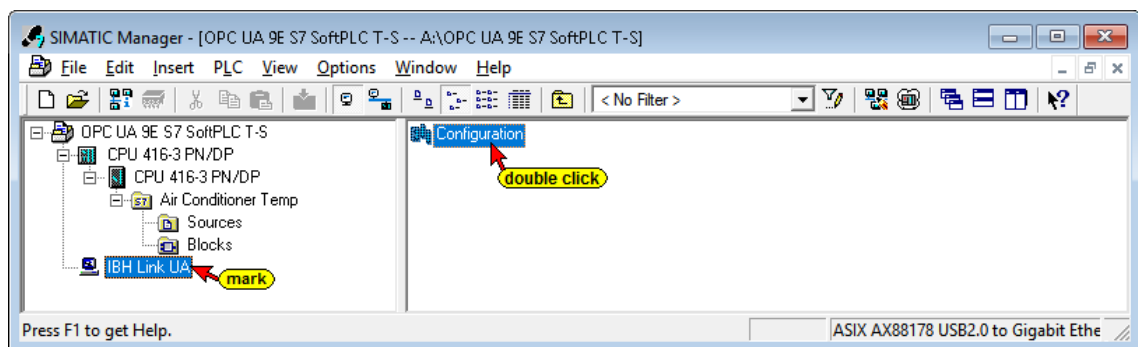 SIMATIC Manager - [OPC UA 9E S7 SoftPLC T-S -- A:\OPC UA 9E S7 SoftPLC T-S]
File Edit Insert PLC View Options Window Help
< No Filter >
OPC UA 9E S7 SoftPLC T-S
CPU 416-3 PN/DP
CPU 416-3 PN/DP
S7 Air Conditioner Temp
Sources
Blocks
IBH Link UA
mark
Configuration
double click
Press F1 to get Help.
ASIX AX88178 USB2.0 to Gigabit Ethe